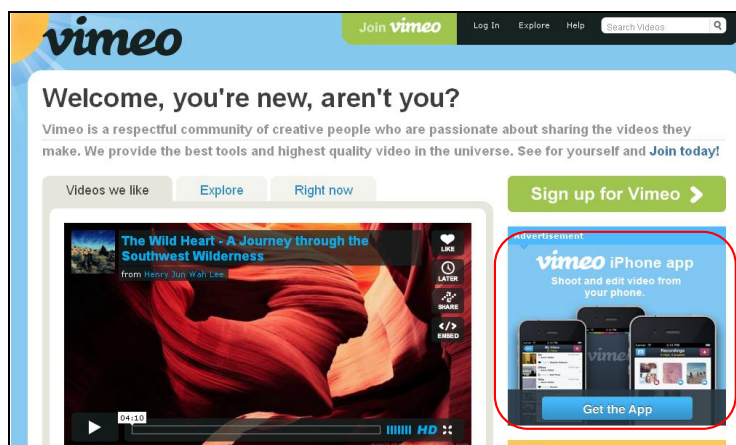 vimeo
Join vimeo
Log In Explore Help Search Videos
Welcome, you're new, aren't you?
Vimeo is a respectful community of creative people who are passionate about sharing the videos they
make. We provide the best tools and highest quality video in the universe. See for yourself and Join today!
Videos we like Explore Right now
Sign up for Vimeo
The Wild Heart - A Journey through the
Southwest Wilderness
from Henry Jun Wah Lee
LIKE
LATER
SHARE
EMBED
04:10
HD
Advertisement
vimeo iPhone app
Shoot and edit video from
your phone.
vimeo
Recordings
Get the App